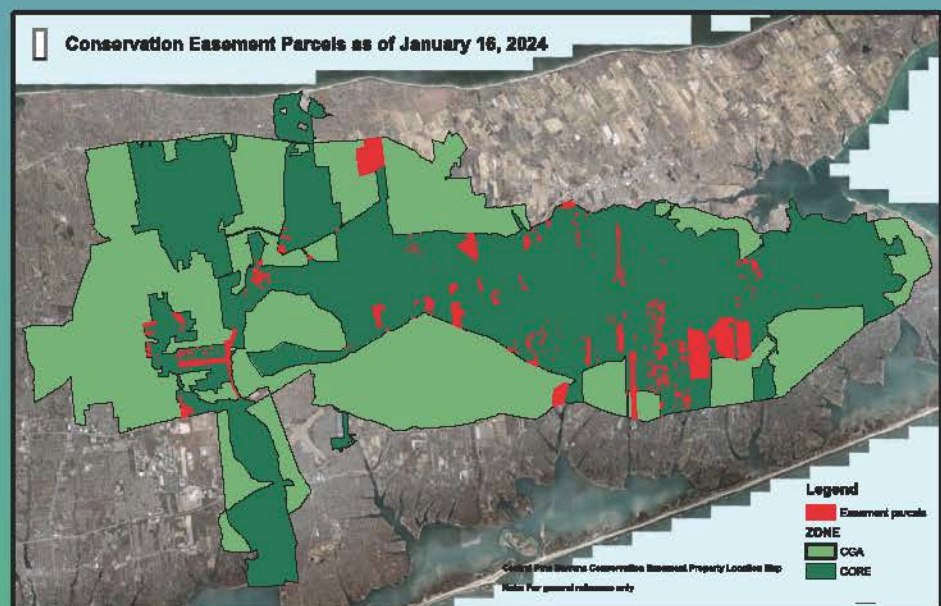 Conservation Easement Parcels as of January 16, 2024
Legend
Easement parcels
ZONE
CGA
CORE
Central Pine Barrens Conservation Easement Property Location Map
Note: For general reference only